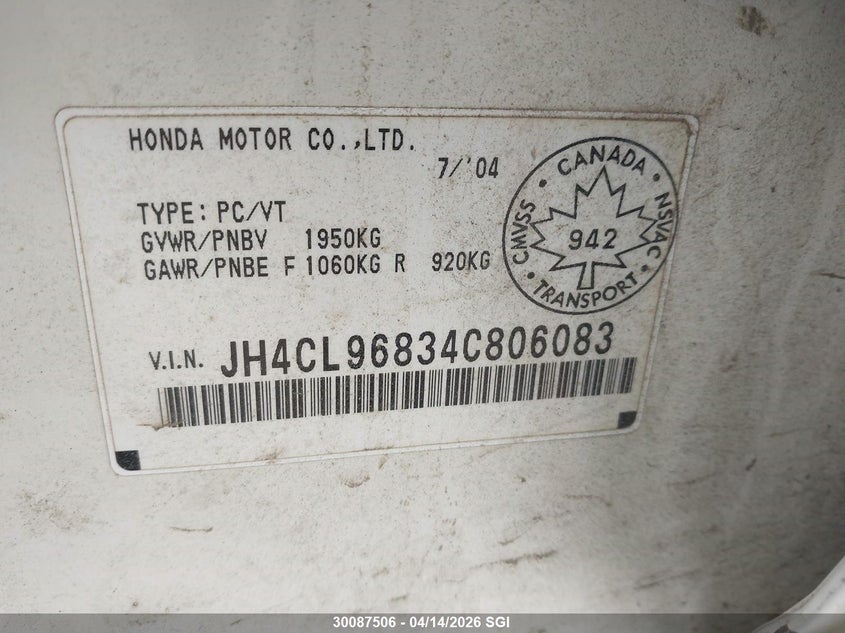 HONDA MOTOR CO.,LTD.
7/'04
TYPE: PC/VT
GVWR/PNBV 1950KG
GAWR/PNBE F 1060KG R 920KG
CANADA
CMVSS
NSVAC
942
TRANSPORT
V.I.N. JH4CL96834C806083
30087506 - 04/14/2026 SGI